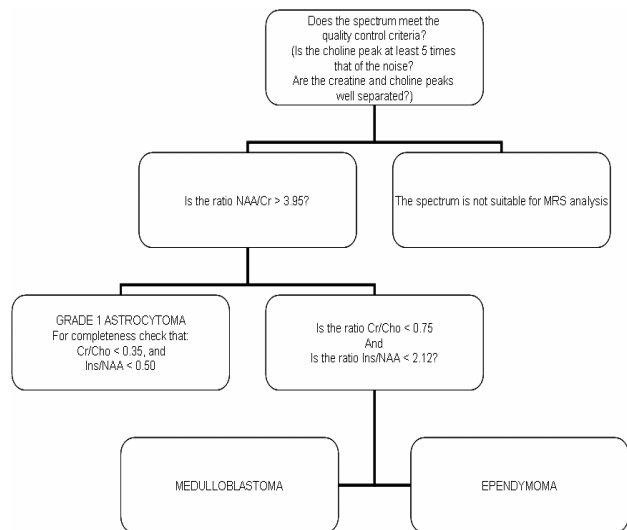 Does the spectrum meet the
quality control criteria?
(Is the choline peak at least 5 times
that of the noise?
Are the creatine and choline peaks
well separated?)
Is the ratio NAA/Cr > 3.95?
The spectrum is not suitable for MRS analysis
GRADE 1 ASTROCYTOMA
For completeness check that:
Cr/Cho < 0.35, and
Ins/NAA < 0.50
Is the ratio Cr/Cho < 0.75
And
Is the ratio Ins/NAA < 2.12?
MEDULLOBLASTOMA
EPENDYMOMA